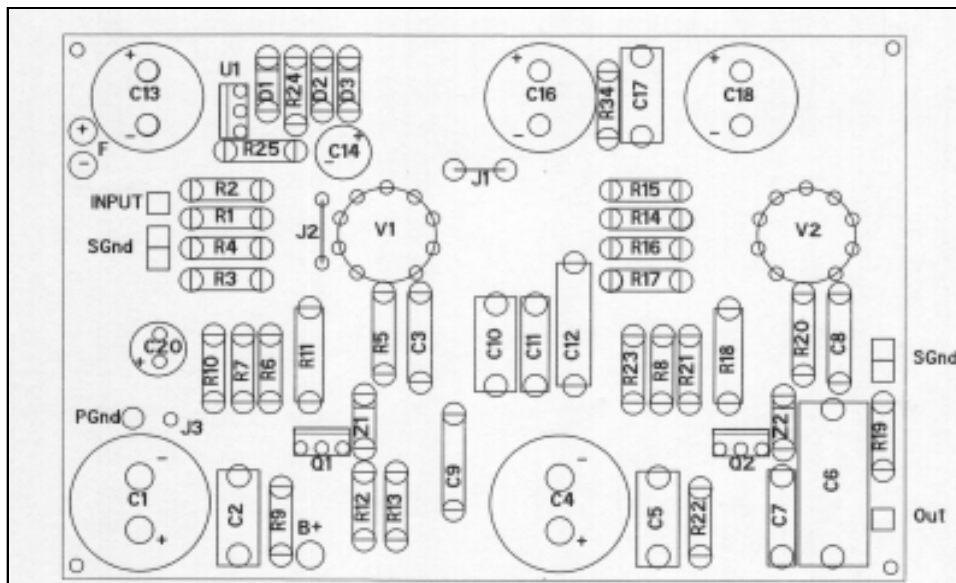 +
C13
-
U1
D1
R24
D2
D3
+
C14
-
R25
+
F
-
+
C16
-
R34
C17
+
C18
-
J1
INPUT
R2
R1
SGnd
R4
R3
J2
V1
R15
R14
R16
R17
V2
C20
+
R10
R7
R6
R11
R5
C3
C10
C11
C12
R23
R8
R21
R18
R20
C8
SGnd
PGnd
J3
Z1
Q1
C9
Z2
Q2
R19
-
C1
+
C2
R9
B+
R12
R13
-
C4
+
C5
R22
C7
C6
Out